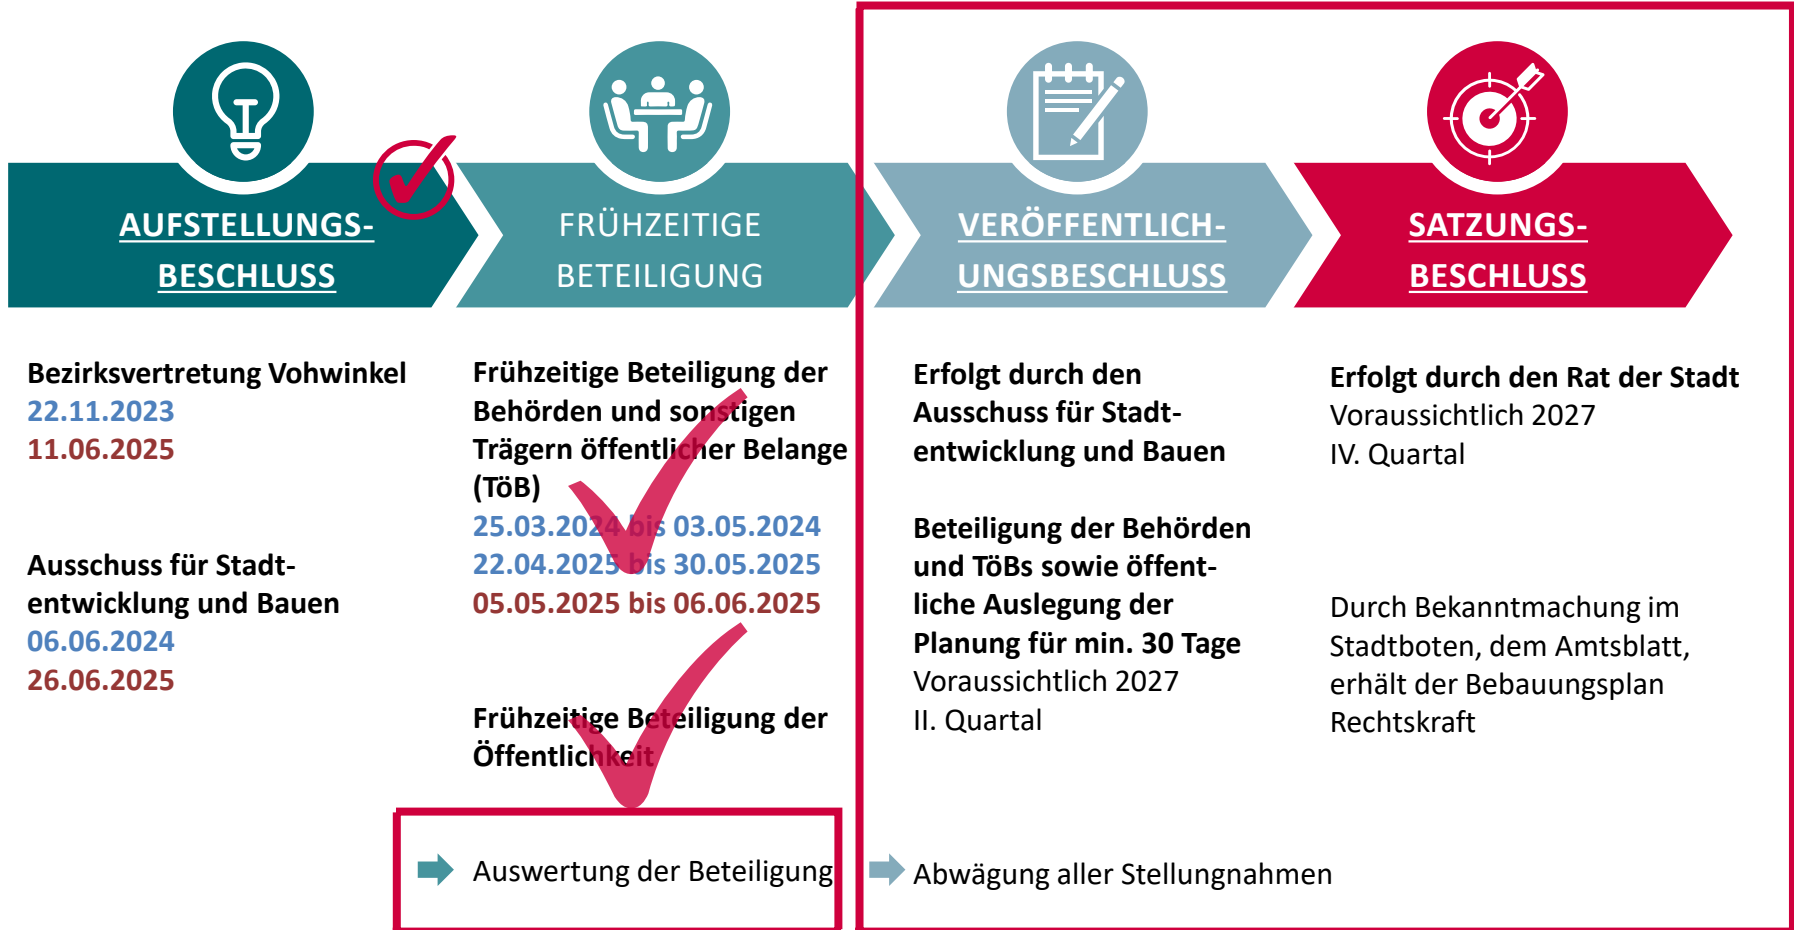 AUFSTELLUNGS-
BESCHLUSS
Bezirksvertretung Vohwinkel
22.11.2023
11.06.2025
Ausschuss für Stadt-
entwicklung und Bauen
06.06.2024
26.06.2025
FRÜHZEITIGE
BETEILIGUNG
Frühzeitige Beteiligung der
Behörden und sonstigen
Trägern öffentlicher Belange
(TöB)
25.03.2024 bis 03.05.2024
22.04.2025 bis 30.05.2025
05.05.2025 bis 06.06.2025
Frühzeitige Beteiligung der
Öffentlichkeit
Auswertung der Beteiligung
VERÖFFENTLICH-
UNGSBESCHLUSS
Erfolgt durch den
Ausschuss für Stadt-
entwicklung und Bauen
Beteiligung der Behörden
und TöBs sowie öffent-
liche Auslegung der
Planung für min. 30 Tage
Voraussichtlich 2027
II. Quartal
Abwägung aller Stellungnahmen
SATZUNGS-
BESCHLUSS
Erfolgt durch den Rat der Stadt
Voraussichtlich 2027
IV. Quartal
Durch Bekanntmachung im
Stadtboten, dem Amtsblatt,
erhält der Bebauungsplan
Rechtskraft